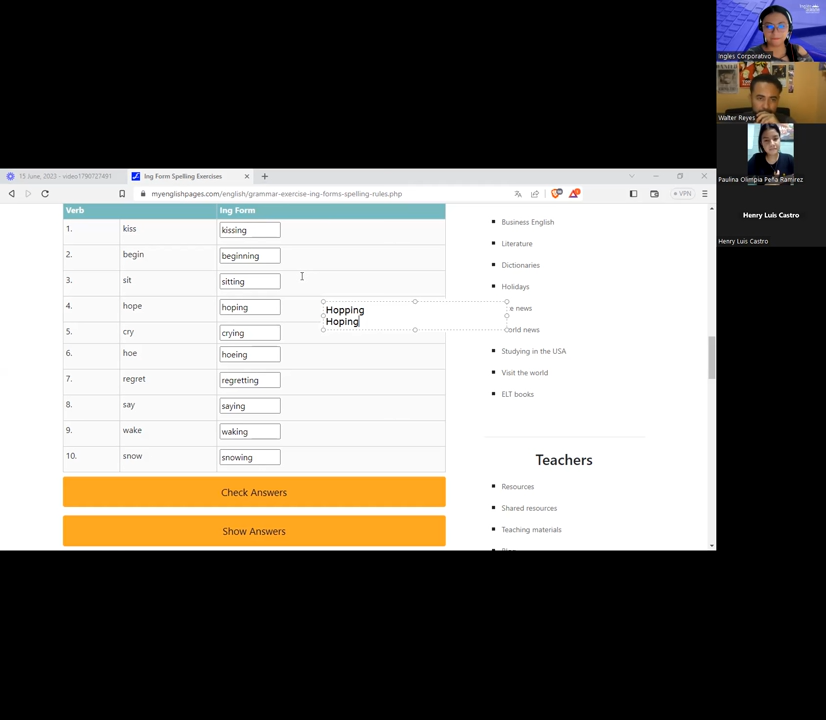 15 June, 2023 - video1790727491
Ing Form Spelling Exercises
myenglishpages.com/english/grammar-exercise-ing-forms-spelling-rules.php
VPN
Verb Ing Form
1. kiss kissing
2. begin beginning
3. sit sitting
4. hope hoping
5. cry crying
6. hoe hoeing
7. regret regretting
8. say saying
9. wake waking
10. snow snowing
Hopping
Hoping
Check Answers
Show Answers
Business English
Literature
Dictionaries
Holidays
news
news
Studying in the USA
Visit the world
ELT books
Teachers
Resources
Shared resources
Teaching materials
Ingles Corporativo
Walter Reyes
Paulina Olimpia Peña Ramirez
Henry Luis Castro
Henry Luis Castro